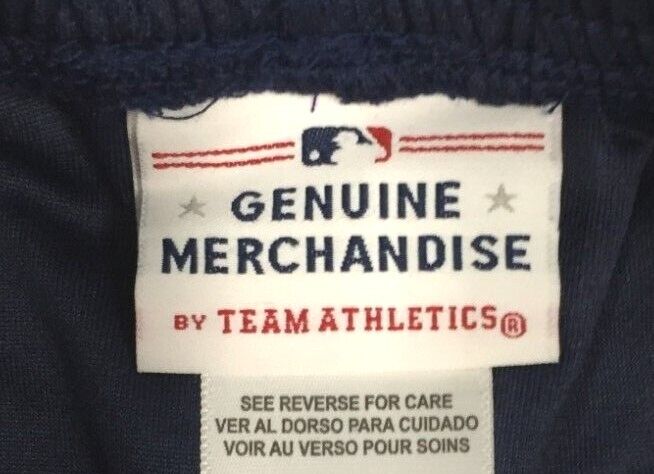 GENUINE
MERCHANDISE
BY TEAM ATHLETICS®
SEE REVERSE FOR CARE
VER AL DORSO PARA CUIDADO
VOIR AU VERSO POUR SOINS